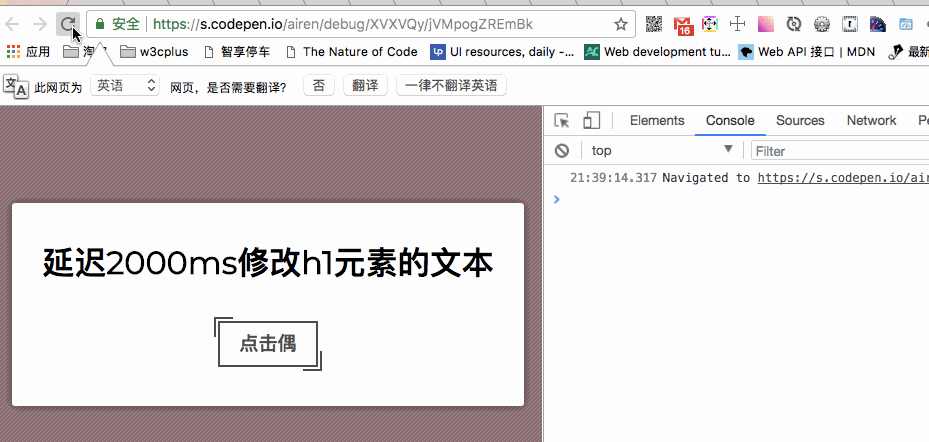 安全 https://s.codepen.io/airen/debug/XVXVQy/jVMpogZREmBk
16
应用 淘 w3cplus 智享停车 The Nature of Code UI resources, daily -... Web development tu... Web API 接口 | MDN 最新
此网页为 英语 网页，是否需要翻译? 否 翻译 一律不翻译英语
Elements Console Sources Network Pe
top Filter
21:39:14.317 Navigated to https://s.codepen.io/air
延迟2000ms修改h1元素的文本
点击偶